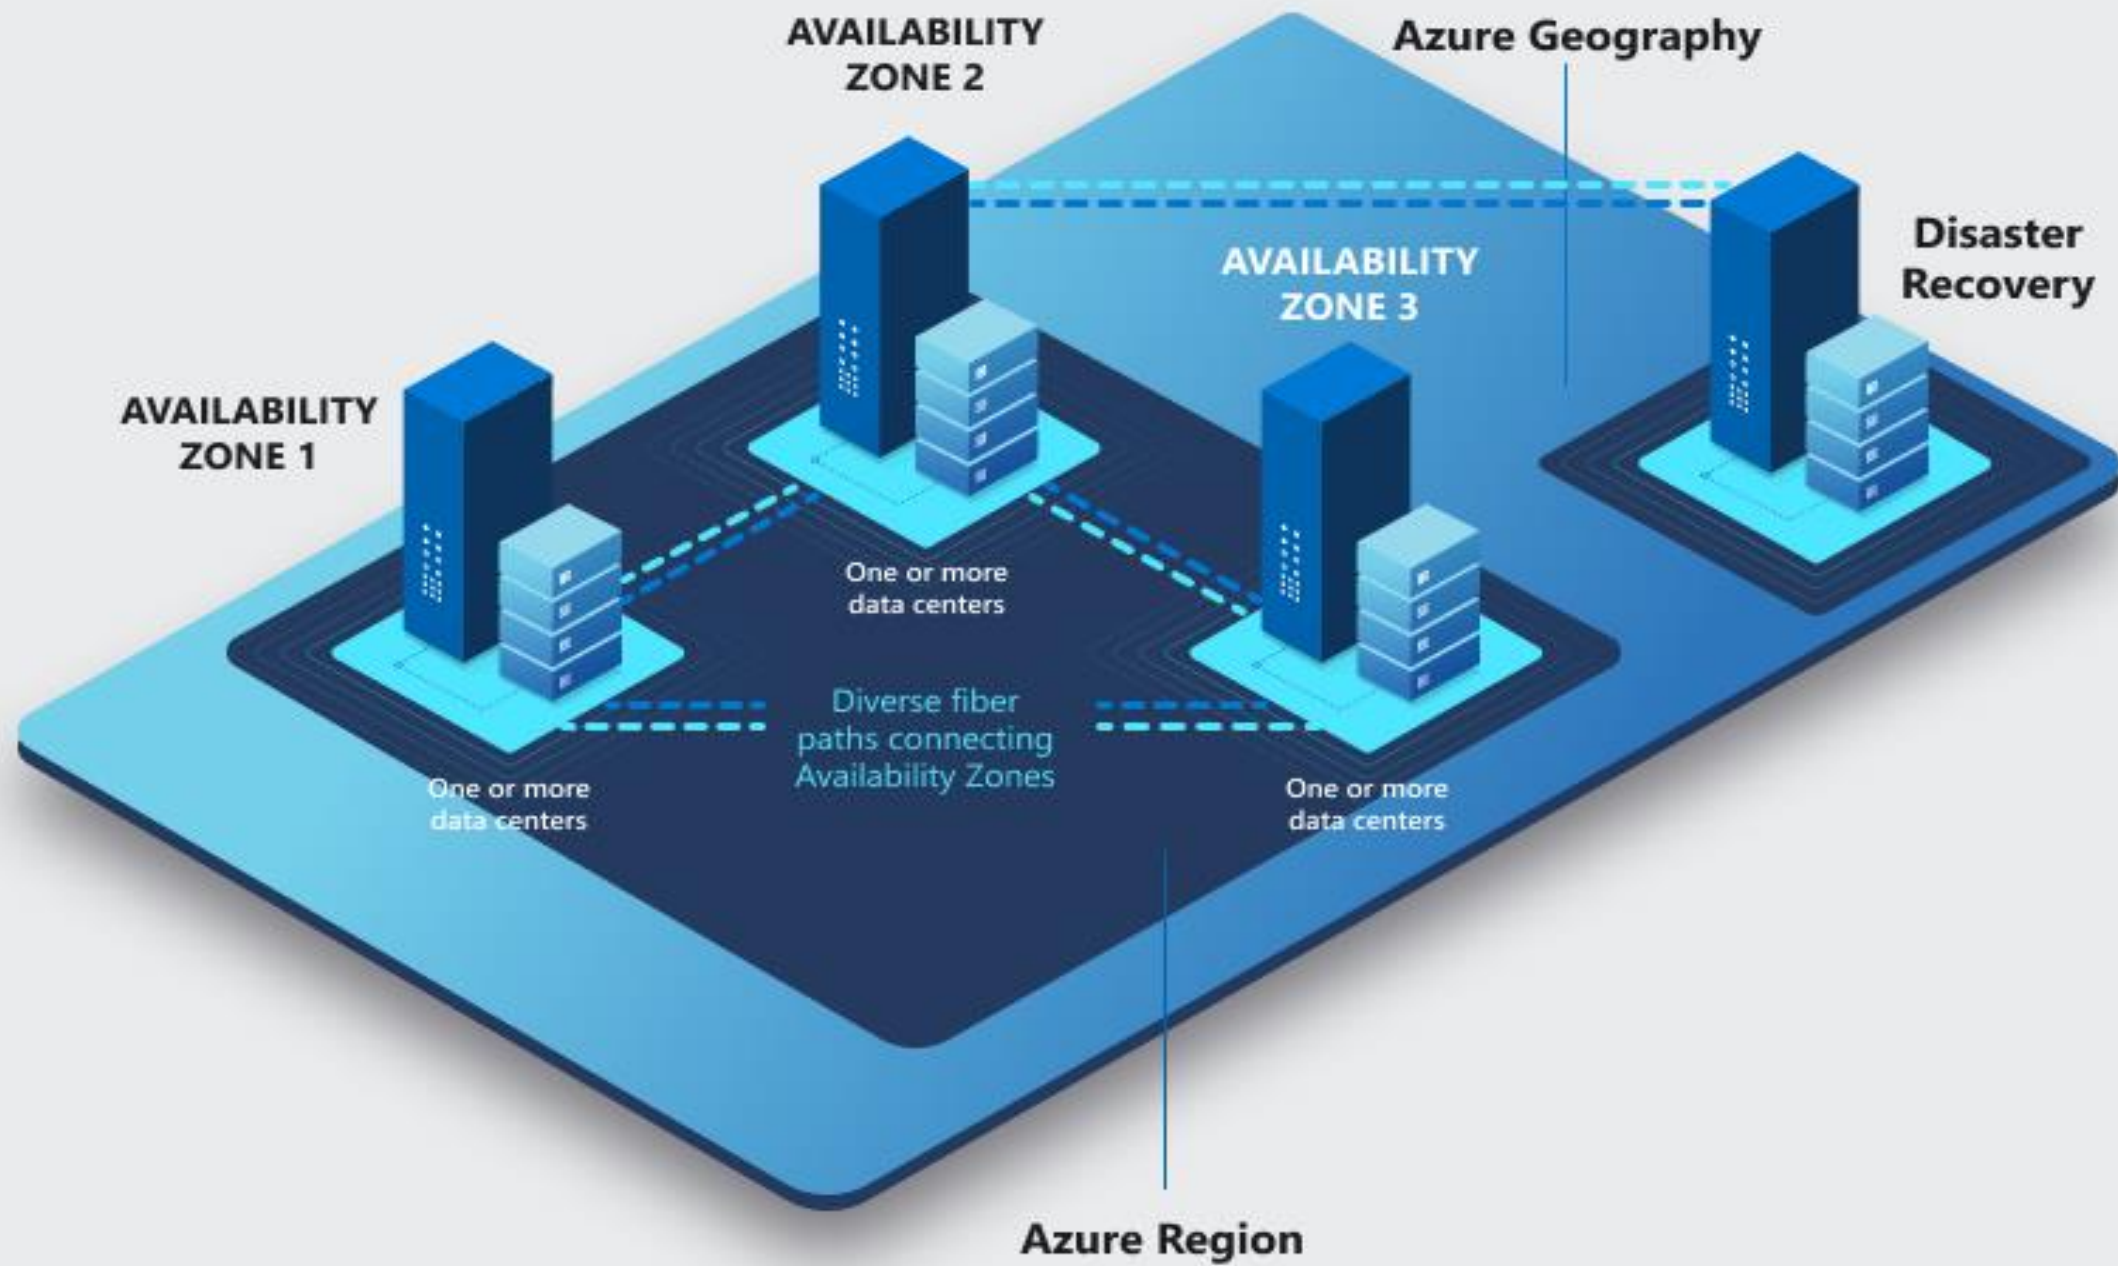 AVAILABILITY
ZONE 2
Azure Geography
Disaster
Recovery
AVAILABILITY
ZONE 3
AVAILABILITY
ZONE 1
One or more
data centers
Diverse fiber
paths connecting
Availability Zones
One or more
data centers
One or more
data centers
Azure Region